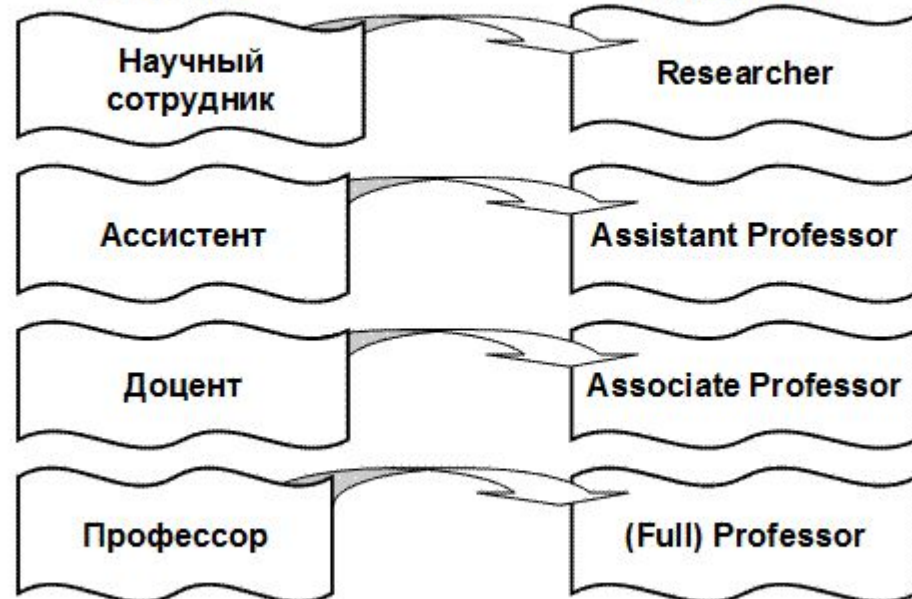 Научный
сотрудник
Researcher
Ассистент
Assistant Professor
Доцент
Associate Professor
Профессор
(Full) Professor